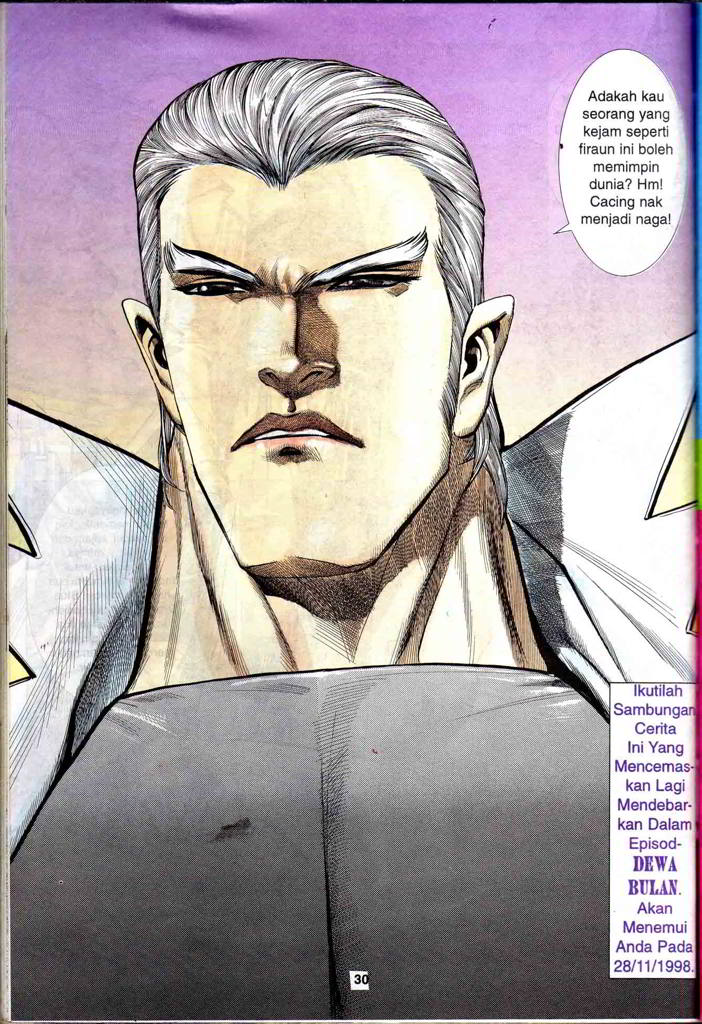 Adakah kau
seorang yang
kejam seperti
firaun ini boleh
memimpin
dunia? Hm!
Cacing nak
menjadi naga!
Ikutilah
Sambungan
Cerita
Ini Yang
Mencemas-
kan Lagi
Mendebar-
kan Dalam
Episod-
DEWA
BULAN.
Akan
Menemui
Anda Pada
28/11/1998.
30